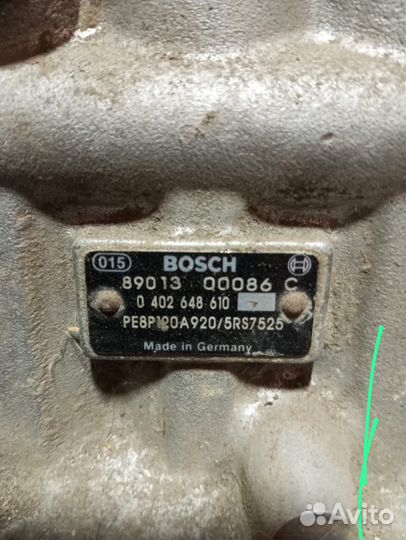 015 BOSCH
89013 00086 C
0 402 648 610
PE8P120A920/5RS7525
Made in Germany
Avito